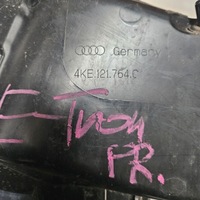 Germany
4KE.121.764.C
E-Tron
FR.